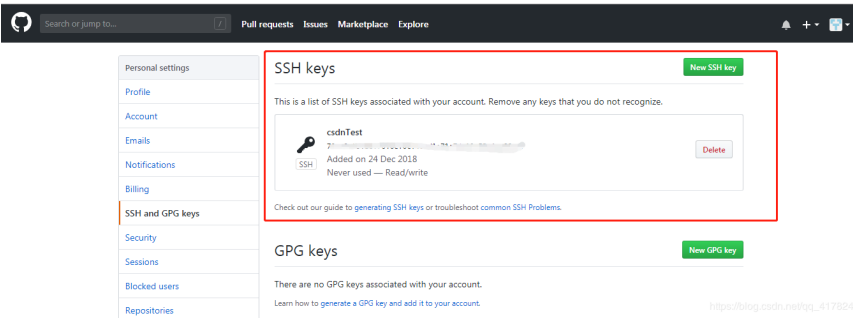 Search or jump to... / Pull requests Issues Marketplace Explore
Personal settings
Profile
Account
Emails
Notifications
Billing
SSH and GPG keys
Security
Sessions
Blocked users
Repositories
SSH keys New SSH key
This is a list of SSH keys associated with your account. Remove any keys that you do not recognize.
csdnTest
SSH
Added on 24 Dec 2018
Never used — Read/write
Delete
Check out our guide to generating SSH keys or troubleshoot common SSH Problems.
GPG keys New GPG key
There are no GPG keys associated with your account.
Learn how to generate a GPG key and add it to your account.
https://blog.csdn.net/qq_417824